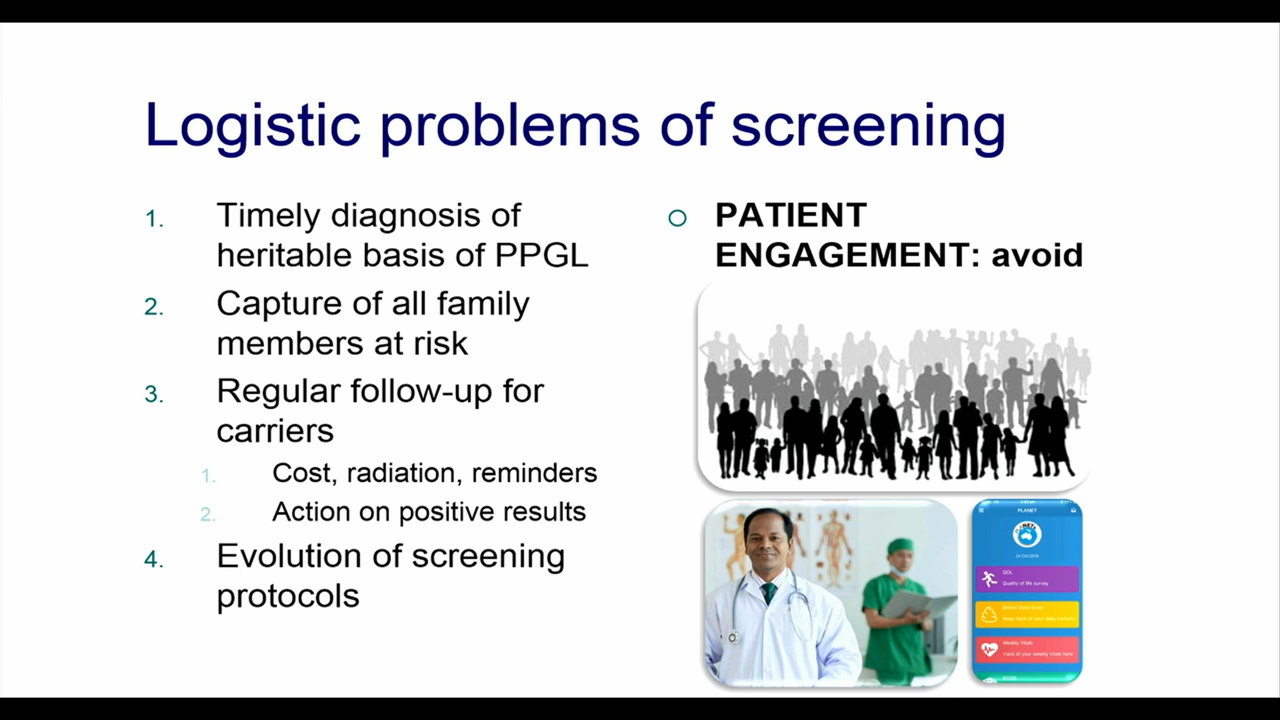 Logistic problems of screening
1. Timely diagnosis of
heritable basis of PPGL
2. Capture of all family
members at risk
3. Regular follow-up for
carriers
1. Cost, radiation, reminders
2. Action on positive results
4. Evolution of screening
protocols
PATIENT
ENGAGEMENT: avoid
PLANET
QOL
Quality of life survey
Weekly Vitals